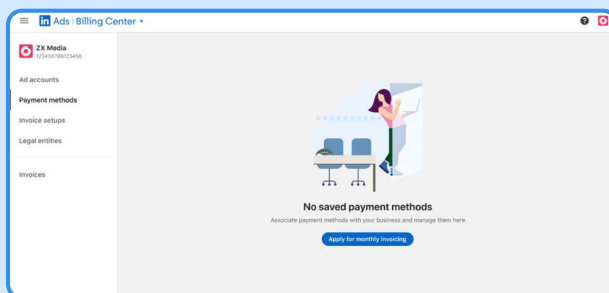 in Ads | Billing Center
ZX Media
123456789123456
Ad accounts
Payment methods
Invoice setups
Legal entities
Invoices
No saved payment methods
Associate payment methods with your business and manage them here
Apply for monthly invoicing